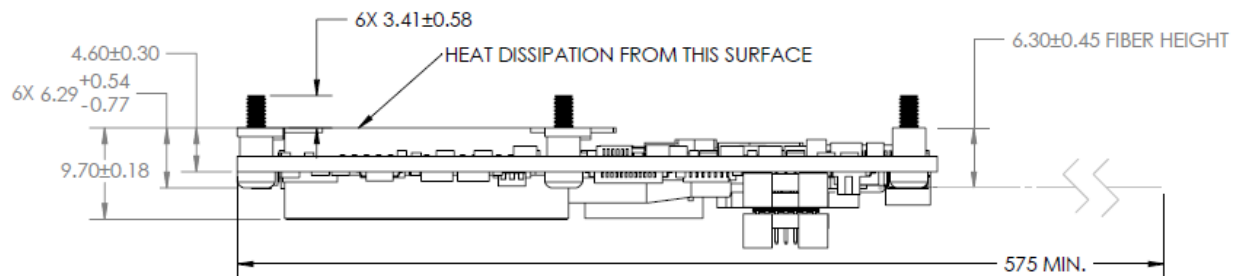 6X 3.41±0.58
4.60±0.30
HEAT DISSIPATION FROM THIS SURFACE
6.30±0.45 FIBER HEIGHT
6X 6.29 +0.54
-0.77
9.70±0.18
575 MIN.